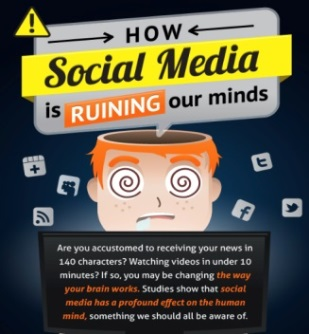 HOW
Social Media
is RUINING our minds
Are you accustomed to receiving your news in
140 characters? Watching videos in under 10
minutes? If so, you may be changing the way
your brain works. Studies show that social
media has a profound effect on the human
mind, something we should all be aware of.